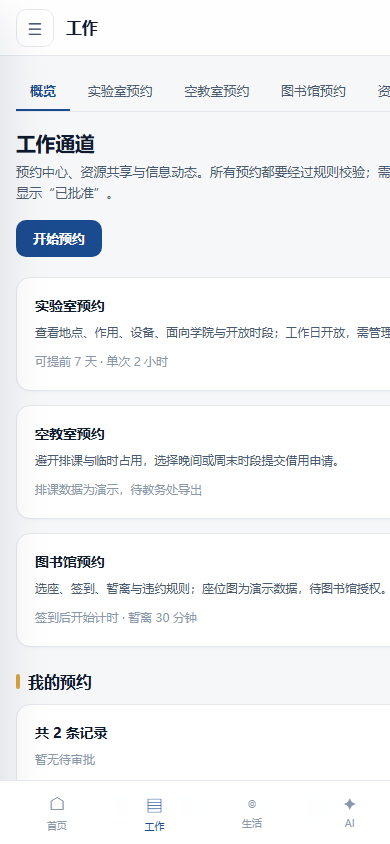 工作
概览 实验室预约 空教室预约 图书馆预约 资
工作通道
预约中心、资源共享与信息动态。所有预约都要经过规则校验；需
显示“已批准”。
开始预约
实验室预约
查看地点、作用、设备、面向学院与开放时段；工作日开放，需管理
可提前 7 天 · 单次 2 小时
空教室预约
避开排课与临时占用，选择晚间或周末时段提交借用申请。
排课数据为演示，待教务处导出
图书馆预约
选座、签到、暂离与违约规则；座位图为演示数据，待图书馆授权。
签到后开始计时 · 暂离 30 分钟
我的预约
共 2 条记录
暂无待审批
首页 工作 生活 AI